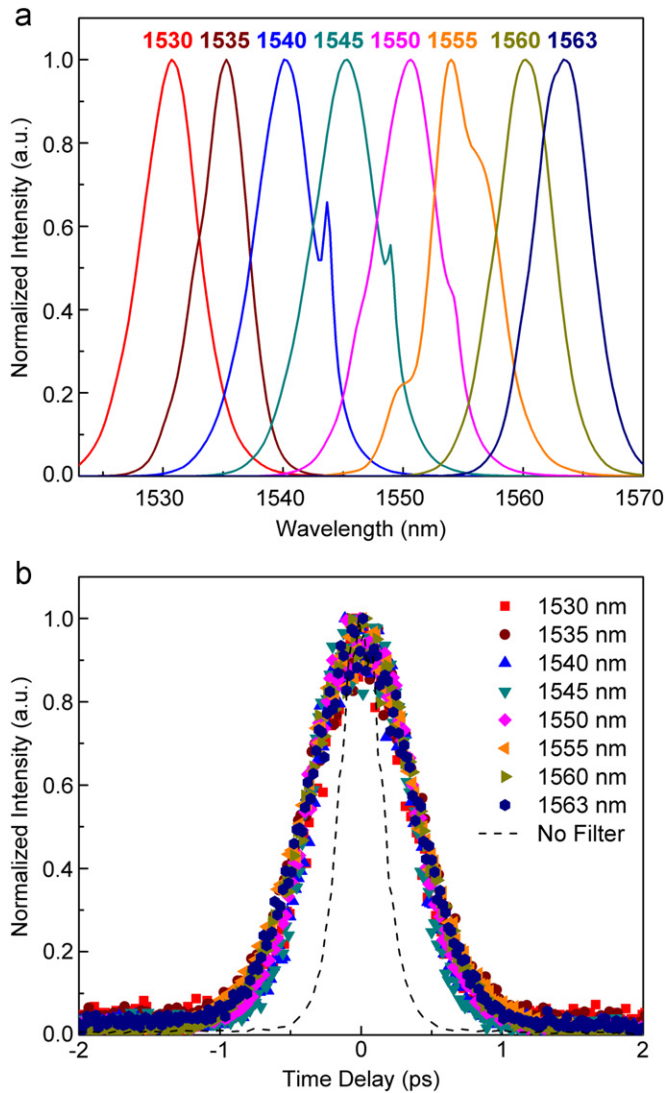 a
1530 1535 1540 1545 1550 1555 1560 1563
1.0
0.8
0.6
0.4
0.2
0.0
Normalized Intensity (a.u.)
1530 1540 1550 1560 1570
Wavelength (nm)
b
1.0
0.8
0.6
0.4
0.2
0.0
Normalized Intensity (a.u.)
1530 nm
1535 nm
1540 nm
1545 nm
1550 nm
1555 nm
1560 nm
1563 nm
No Filter
-2 -1 0 1 2
Time Delay (ps)